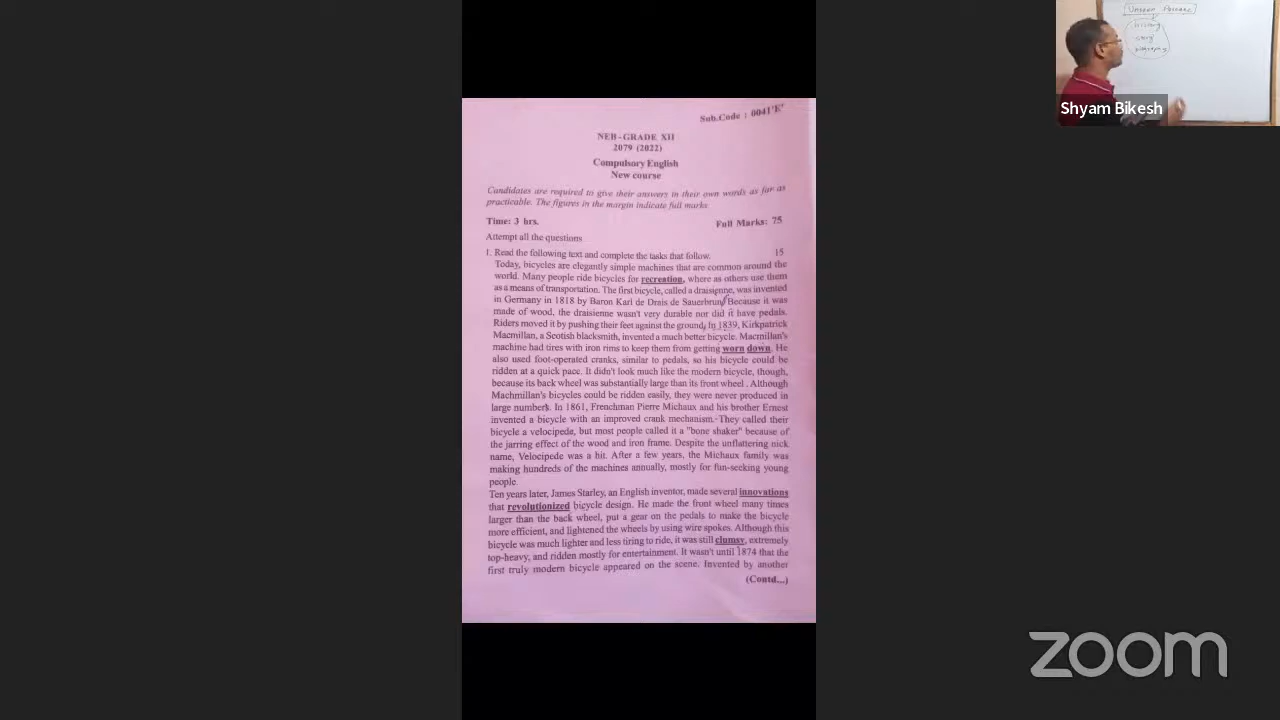 Unseen Passage
history
story
Shyam Bikesh
Sub.Code : 0041'E'
NEB-GRADE XII
2079 (2022)
Compulsory English
New course
Candidates are required to give their answers in their own words as far as
practicable. The figures in the margin indicate full marks.
Time: 3 hrs.
Full Marks: 75
Attempt all the questions
1. Read the following text and complete the tasks that follow. 15
Today, bicycles are elegantly simple machines that are common around the
world. Many people ride bicycles for recreation, where as others use them
as a means of transportation. The first bicycle, called a draisienne, was invented
in Germany in 1818 by Baron Karl de Drais de Sauerbrun. Because it was
made of wood, the draisienne wasn't very durable nor did it have pedals.
Riders moved it by pushing their feet against the ground. In 1839, Kirkpatrick
Macmillan, a Scotish blacksmith, invented a much better bicycle. Macmillan's
machine had tires with iron rims to keep them from getting worn down. He
also used foot-operated cranks, similar to pedals, so his bicycle could be
ridden at a quick pace. It didn't look much like the modern bicycle, though,
because its back wheel was substantially large than its front wheel . Although
Machmillan's bicycles could be ridden easily, they were never produced in
large numbers. In 1861, Frenchman Pierre Michaux and his brother Ernest
invented a bicycle with an improved crank mechanism. They called their
bicycle a velocipede, but most people called it a "bone shaker" because of
the jarring effect of the wood and iron frame. Despite the unflattering nick
name, Velocipede was a hit. After a few years, the Michaux family was
making hundreds of the machines annually, mostly for fun-seeking young
people.
Ten years later, James Starley, an English inventor, made several innovations
that revolutionized bicycle design. He made the front wheel many times
larger than the back wheel, put a gear on the pedals to make the bicycle
more efficient, and lightened the wheels by using wire spokes. Although this
bicycle was much lighter and less tiring to ride, it was still clumsy, extremely
top-heavy, and ridden mostly for entertainment. It wasn't until 1874 that the
first truly modern bicycle appeared on the scene. Invented by another
(Contd...)
zoom